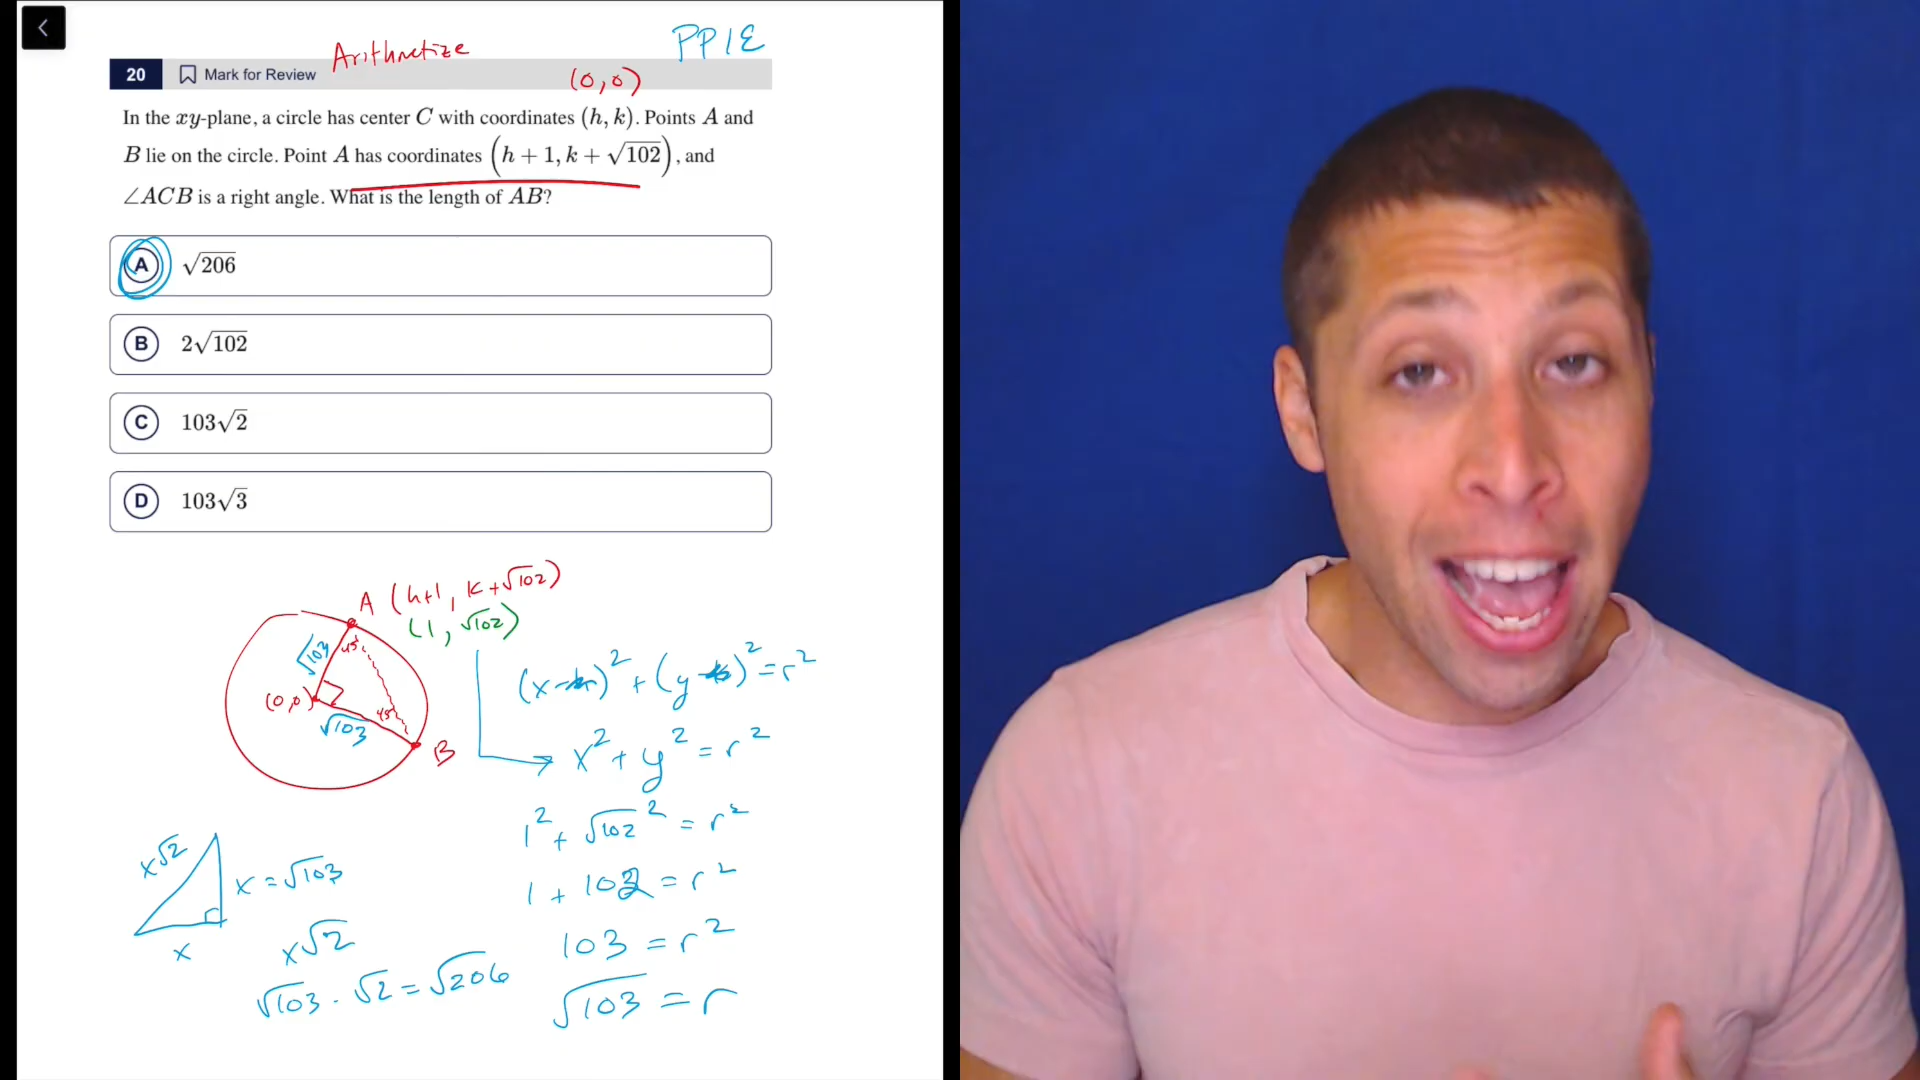 Arithmetize
PPIE
20 Mark for Review
(0,0)
In the xy-plane, a circle has center C with coordinates (h, k). Points A and
B lie on the circle. Point A has coordinates (h + 1, k + √102), and
∠ACB is a right angle. What is the length of AB?
A √206
B 2√102
C 103√2
D 103√3
A (h+1, k+√102)
(1, √102)
√103
45
(0,0)
√103
45
B
(x-h)² + (y-k)² = r²
x² + y² = r²
1² + √102² = r²
1 + 102 = r²
103 = r²
√103 = r
x√2
x = √103
x
x√2
√103 · √2 = √206